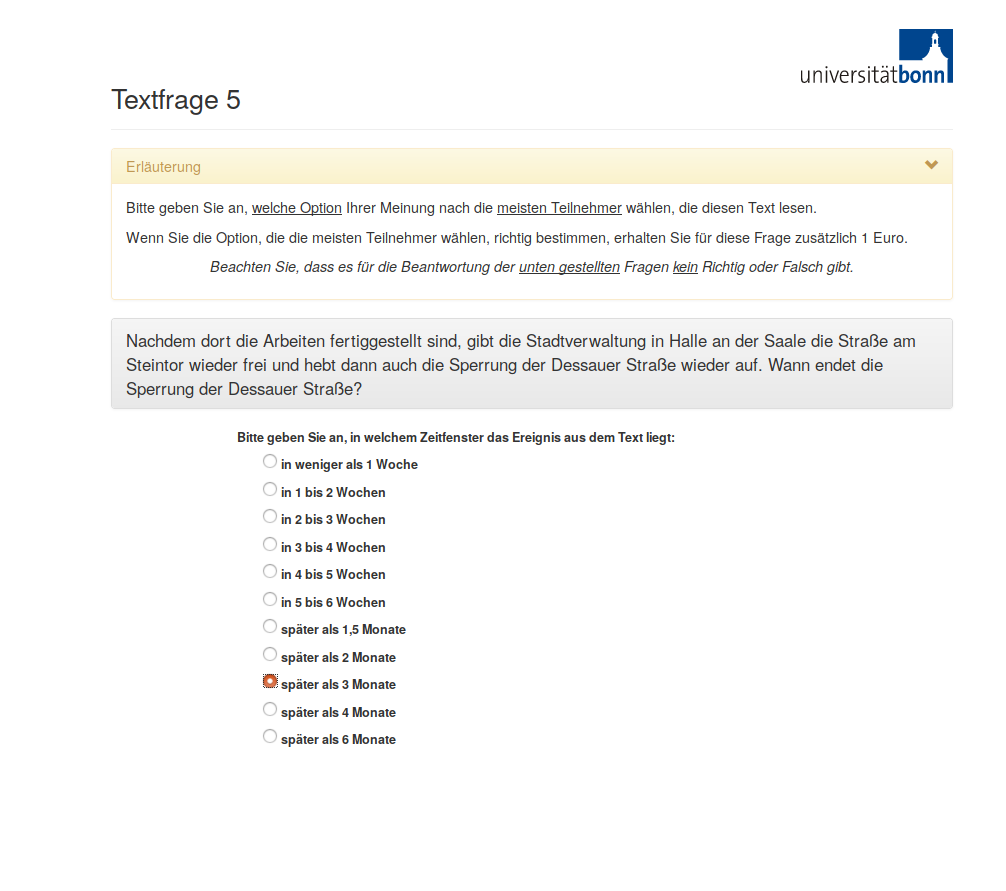 universitätbonn
Textfrage 5
Erläuterung
Bitte geben Sie an, welche Option Ihrer Meinung nach die meisten Teilnehmer wählen, die diesen Text lesen.
Wenn Sie die Option, die die meisten Teilnehmer wählen, richtig bestimmen, erhalten Sie für diese Frage zusätzlich 1 Euro.
Beachten Sie, dass es für die Beantwortung der unten gestellten Fragen kein Richtig oder Falsch gibt.
Nachdem dort die Arbeiten fertiggestellt sind, gibt die Stadtverwaltung in Halle an der Saale die Straße am
Steintor wieder frei und hebt dann auch die Sperrung der Dessauer Straße wieder auf. Wann endet die
Sperrung der Dessauer Straße?
Bitte geben Sie an, in welchem Zeitfenster das Ereignis aus dem Text liegt:
in weniger als 1 Woche
in 1 bis 2 Wochen
in 2 bis 3 Wochen
in 3 bis 4 Wochen
in 4 bis 5 Wochen
in 5 bis 6 Wochen
später als 1,5 Monate
später als 2 Monate
später als 3 Monate
später als 4 Monate
später als 6 Monate